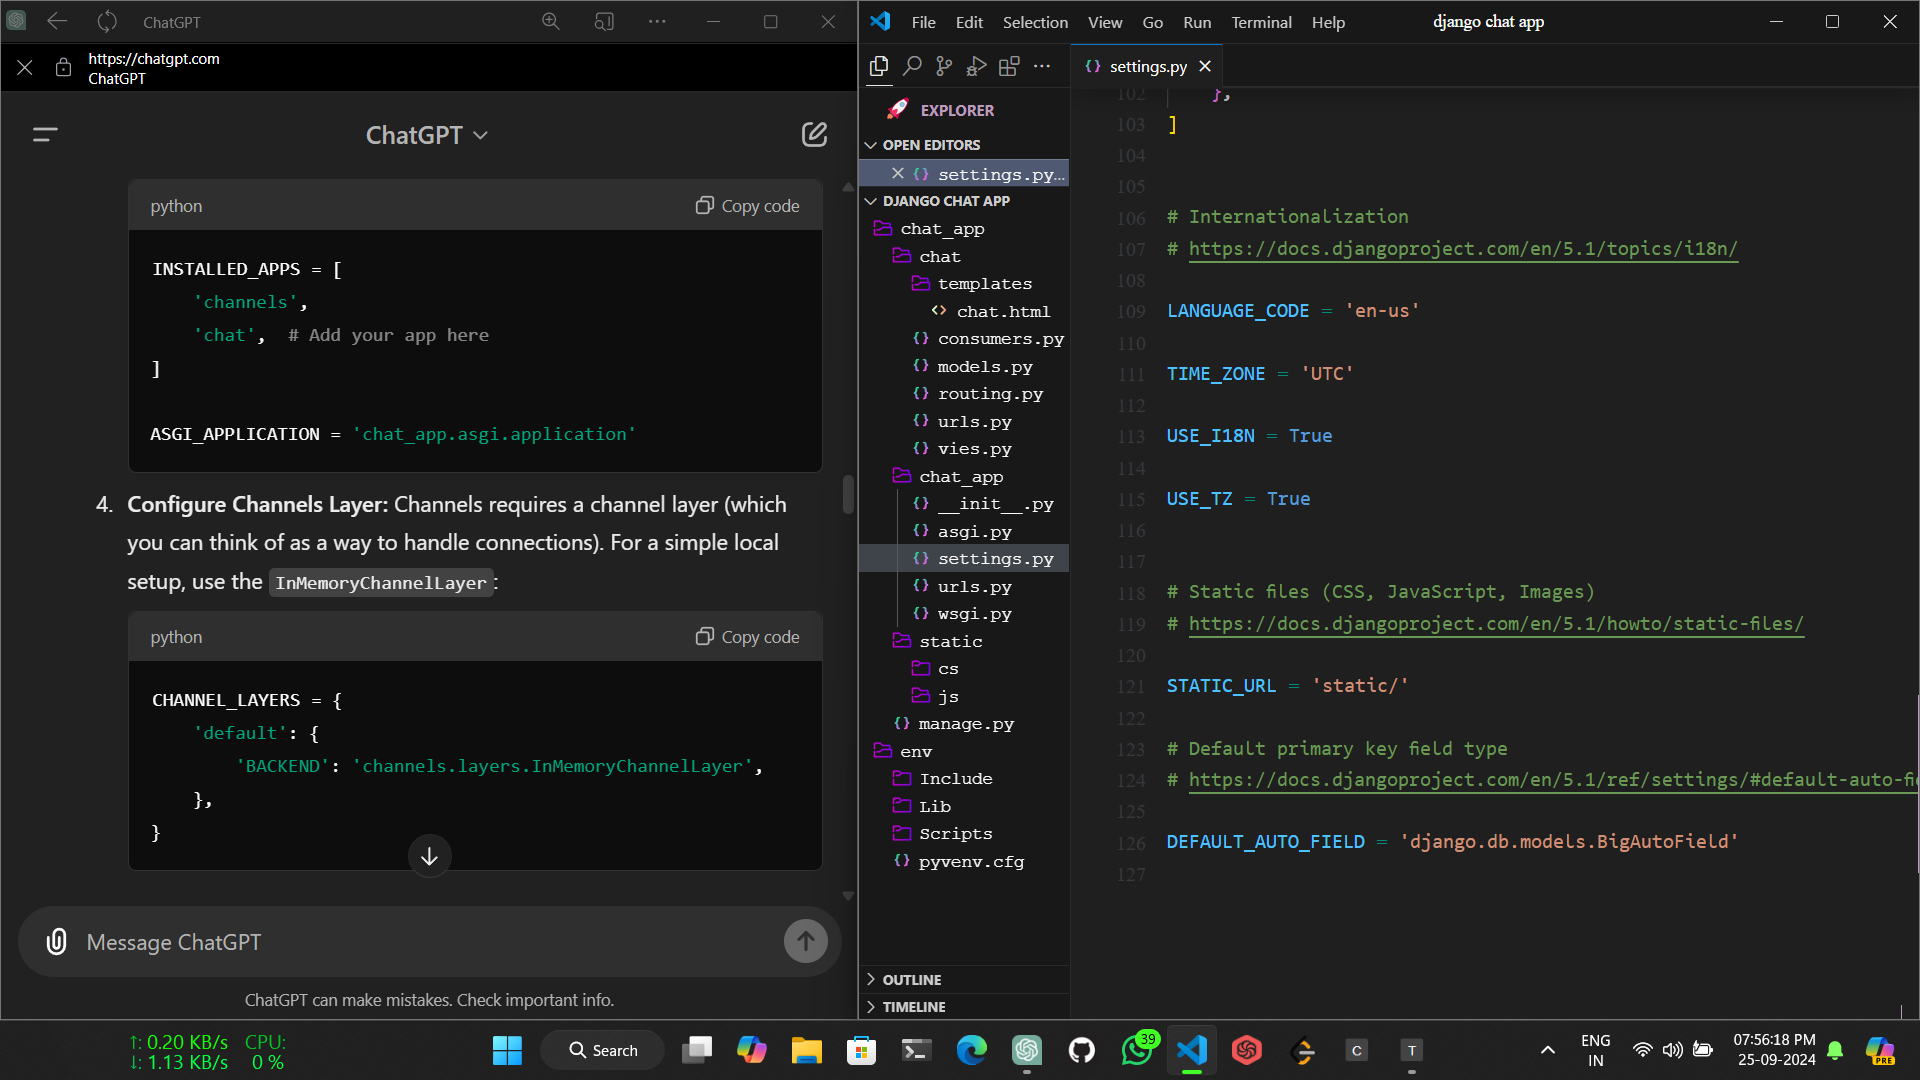 ChatGPT
https://chatgpt.com
ChatGPT
ChatGPT
python
Copy code
INSTALLED_APPS = [
'channels',
'chat',  # Add your app here
]
ASGI_APPLICATION = 'chat_app.asgi.application'
4. Configure Channels Layer: Channels requires a channel layer (which
you can think of as a way to handle connections). For a simple local
setup, use the InMemoryChannelLayer:
python
Copy code
CHANNEL_LAYERS = {
'default': {
'BACKEND': 'channels.layers.InMemoryChannelLayer',
},
}
Message ChatGPT
ChatGPT can make mistakes. Check important info.
File Edit Selection View Go Run Terminal Help
django chat app
settings.py
EXPLORER
OPEN EDITORS
settings.py...
DJANGO CHAT APP
chat_app
chat
templates
chat.html
consumers.py
models.py
routing.py
urls.py
vies.py
chat_app
__init__.py
asgi.py
settings.py
urls.py
wsgi.py
static
cs
js
manage.py
env
Include
Lib
Scripts
pyvenv.cfg
OUTLINE
TIMELINE
102 },
103 ]
104
105
106 # Internationalization
107 # https://docs.djangoproject.com/en/5.1/topics/i18n/
108
109 LANGUAGE_CODE = 'en-us'
110
111 TIME_ZONE = 'UTC'
112
113 USE_I18N = True
114
115 USE_TZ = True
116
117
118 # Static files (CSS, JavaScript, Images)
119 # https://docs.djangoproject.com/en/5.1/howto/static-files/
120
121 STATIC_URL = 'static/'
122
123 # Default primary key field type
124 # https://docs.djangoproject.com/en/5.1/ref/settings/#default-auto-fi
125
126 DEFAULT_AUTO_FIELD = 'django.db.models.BigAutoField'
127
↑: 0.20 KB/s CPU:
↓: 1.13 KB/s 0 %
Search
39
C
T
ENG
IN
07:56:18 PM
25-09-2024
PRE